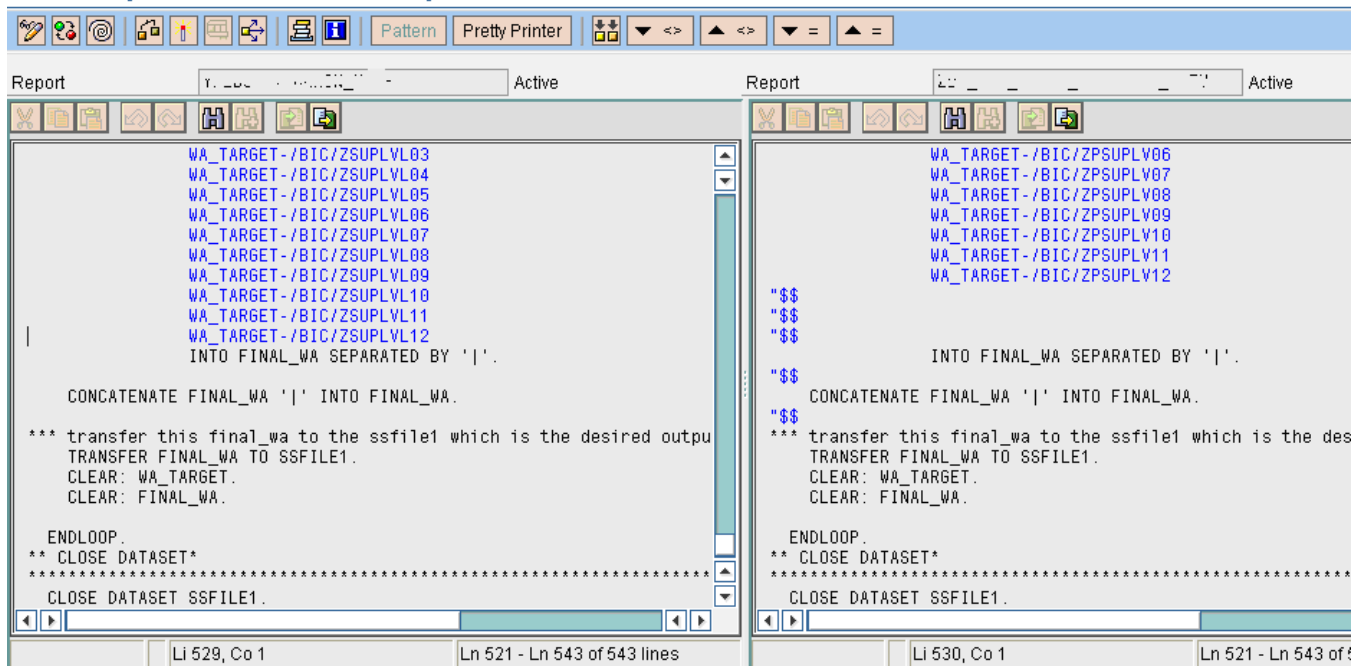 Pattern Pretty Printer <> <> = =
Report Active
Report Active
WA_TARGET-/BIC/ZSUPLVL03
WA_TARGET-/BIC/ZSUPLVL04
WA_TARGET-/BIC/ZSUPLVL05
WA_TARGET-/BIC/ZSUPLVL06
WA_TARGET-/BIC/ZSUPLVL07
WA_TARGET-/BIC/ZSUPLVL08
WA_TARGET-/BIC/ZSUPLVL09
WA_TARGET-/BIC/ZSUPLVL10
WA_TARGET-/BIC/ZSUPLVL11
WA_TARGET-/BIC/ZSUPLVL12
INTO FINAL_WA SEPARATED BY '|'.
CONCATENATE FINAL_WA '|' INTO FINAL_WA.
*** transfer this final_wa to the ssfile1 which is the desired outpu
TRANSFER FINAL_WA TO SSFILE1.
CLEAR: WA_TARGET.
CLEAR: FINAL_WA.
ENDLOOP.
** CLOSE DATASET*
********************************************************************
CLOSE DATASET SSFILE1.
Li 529, Co 1 Ln 521 - Ln 543 of 543 lines
WA_TARGET-/BIC/ZPSUPLV06
WA_TARGET-/BIC/ZPSUPLV07
WA_TARGET-/BIC/ZPSUPLV08
WA_TARGET-/BIC/ZPSUPLV09
WA_TARGET-/BIC/ZPSUPLV10
WA_TARGET-/BIC/ZPSUPLV11
WA_TARGET-/BIC/ZPSUPLV12
"$$
"$$
"$$
INTO FINAL_WA SEPARATED BY '|'.
"$$
CONCATENATE FINAL_WA '|' INTO FINAL_WA.
"$$
*** transfer this final_wa to the ssfile1 which is the des
TRANSFER FINAL_WA TO SSFILE1.
CLEAR: WA_TARGET.
CLEAR: FINAL_WA.
ENDLOOP.
** CLOSE DATASET*
**********************************************************
CLOSE DATASET SSFILE1.
Li 530, Co 1 Ln 521 - Ln 543 of